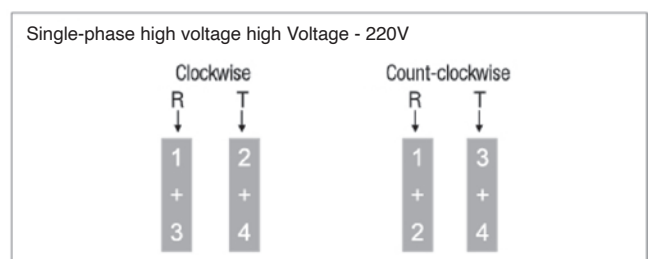 Single-phase high voltage high Voltage - 220V
Clockwise Count-clockwise
R T R T
1 2 1 3
+ + + +
3 4 2 4